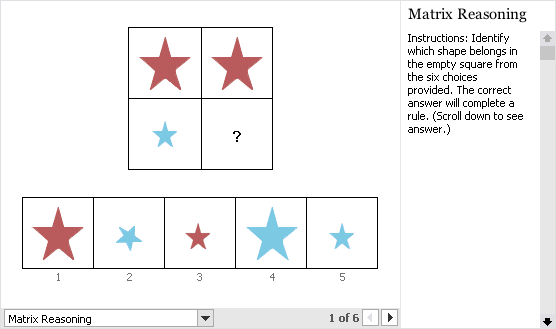 Matrix Reasoning
Instructions: Identify
which shape belongs in
the empty square from
the six choices
provided. The correct
answer will complete a
rule. (Scroll down to see
answer.)
?
1 2 3 4 5
Matrix Reasoning
1 of 6